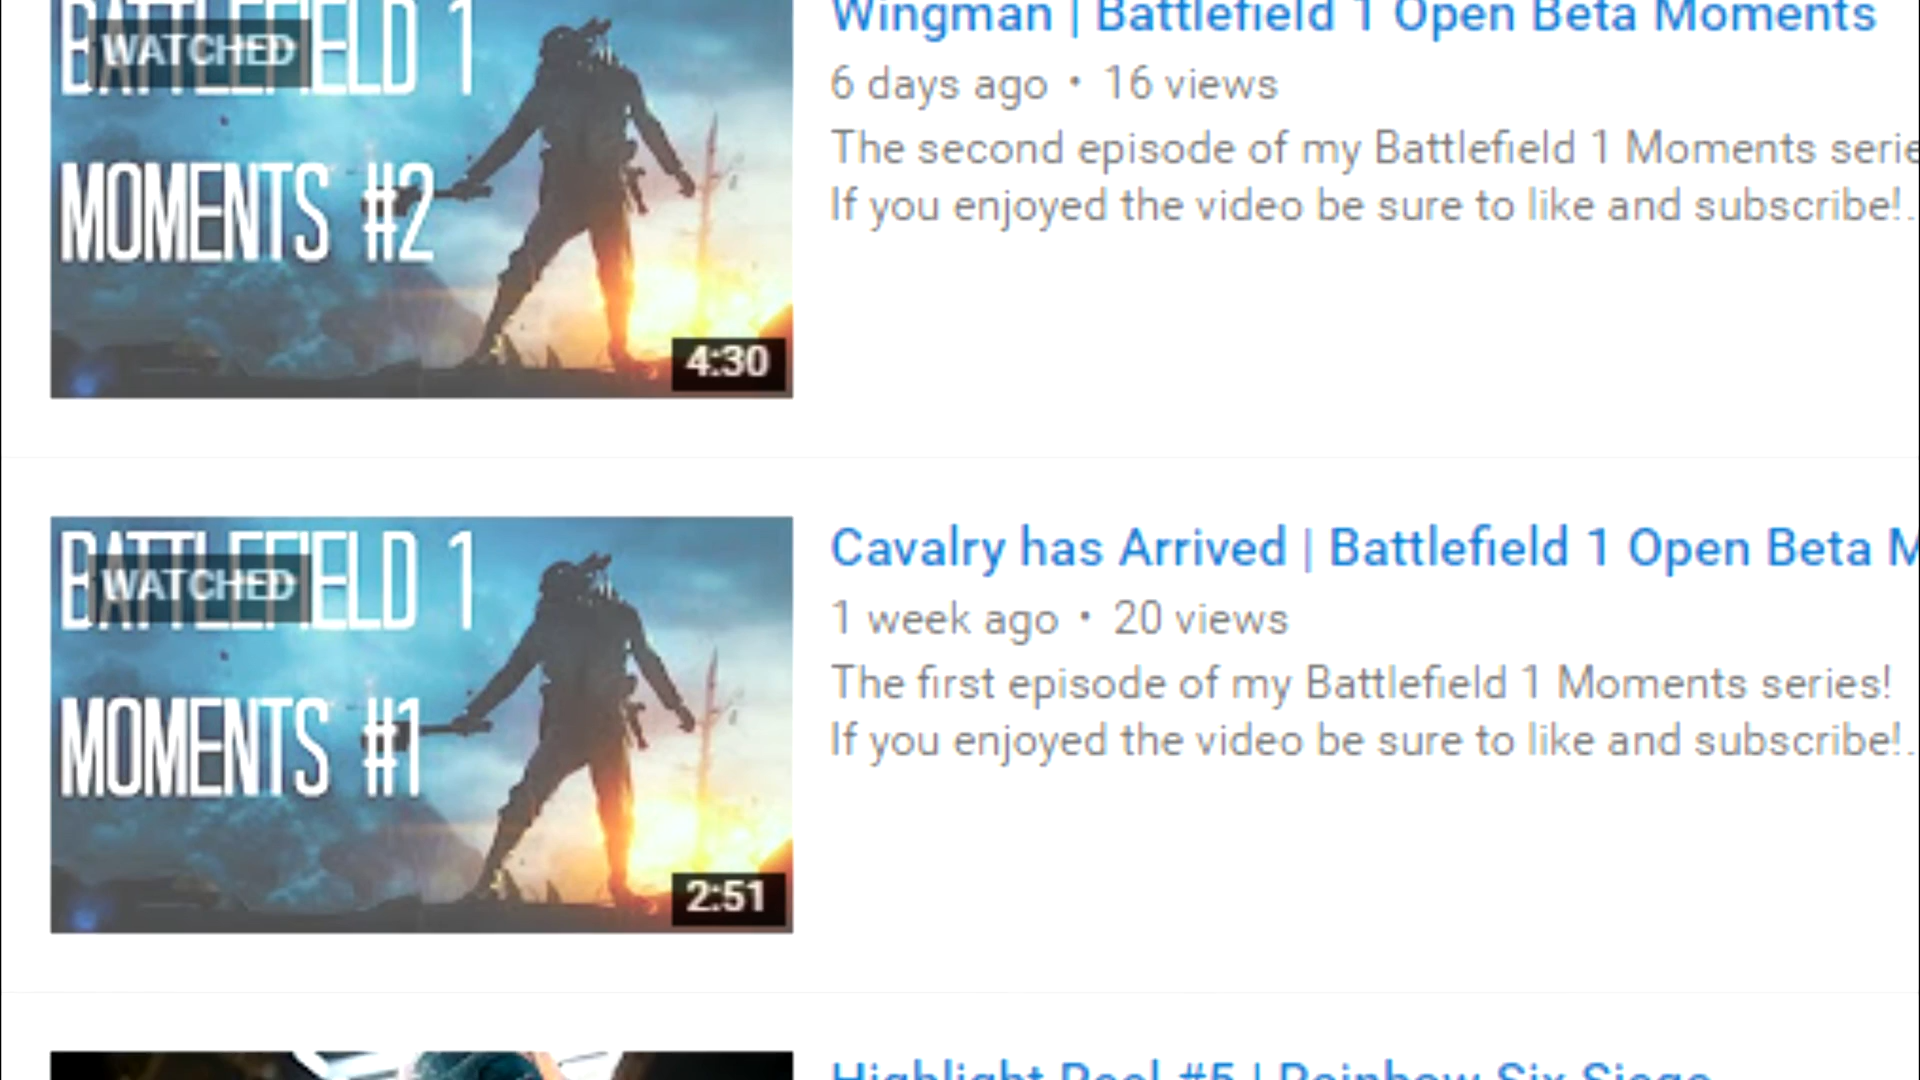 BATTLEFIELD 1
WATCHED
MOMENTS #2
4:30
Wingman | Battlefield 1 Open Beta Moments
6 days ago • 16 views
The second episode of my Battlefield 1 Moments serie
If you enjoyed the video be sure to like and subscribe!.
BATTLEFIELD 1
WATCHED
MOMENTS #1
2:51
Cavalry has Arrived | Battlefield 1 Open Beta M
1 week ago • 20 views
The first episode of my Battlefield 1 Moments series!
If you enjoyed the video be sure to like and subscribe!.
Highlight Reel #5 | Rainbow Six Siege